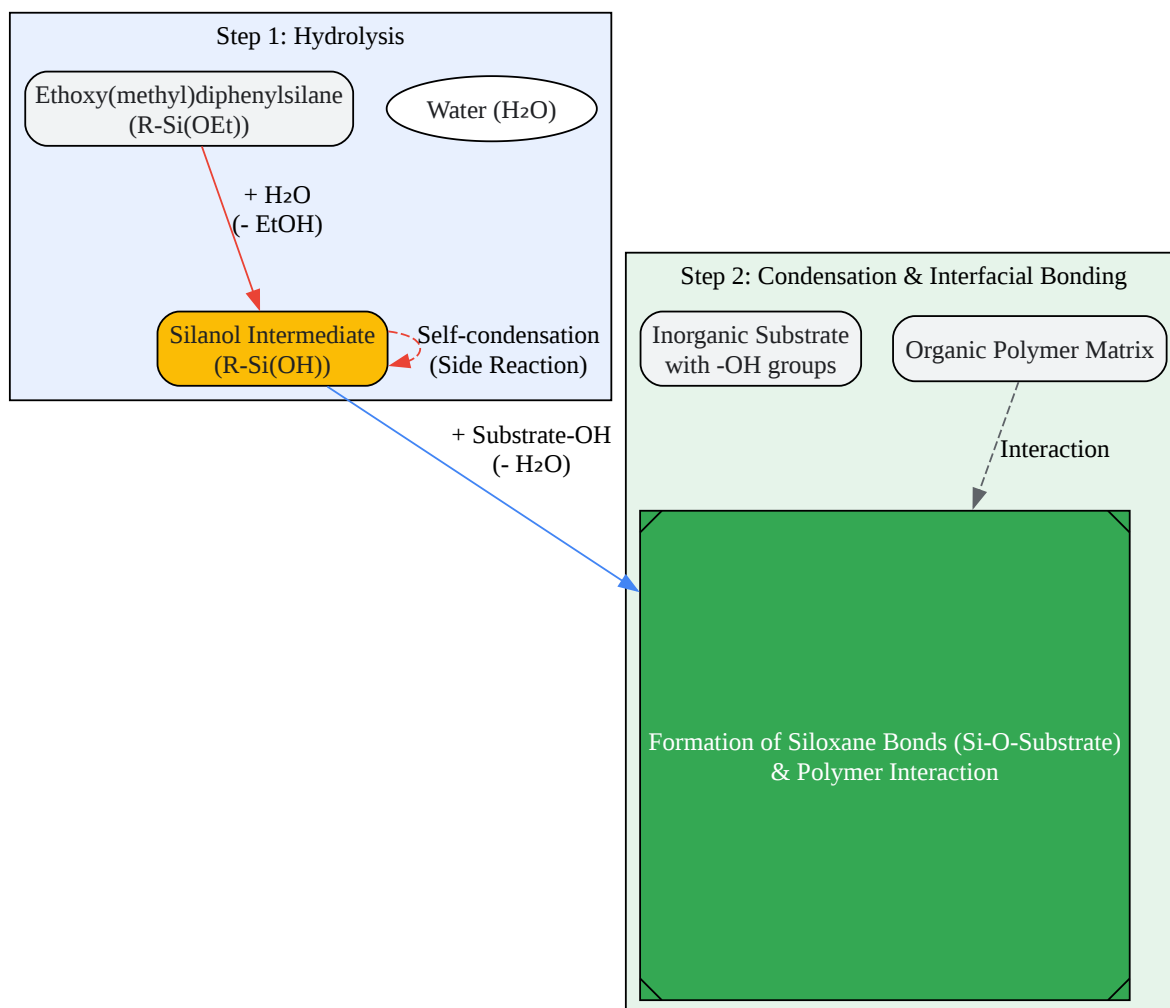 Step 1: Hydrolysis
Ethoxy(methyl)diphenylsilane
(R-Si(OEt))
Water (H₂O)
+ H₂O
(- EtOH)
Silanol Intermediate
(R-Si(OH))
Self-condensation
(Side Reaction)
+ Substrate-OH
(- H₂O)
Step 2: Condensation & Interfacial Bonding
Inorganic Substrate
with -OH groups
Organic Polymer Matrix
Interaction
Formation of Siloxane Bonds (Si-O-Substrate)
& Polymer Interaction